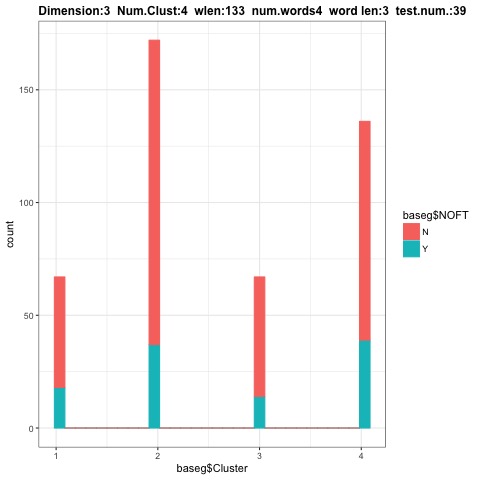 Dimension:3 Num.Clust:4 wlen:133 num.words4 word len:3 test.num.:39
150
100
50
0
count
1 2 3 4
baseg$Cluster
baseg$NOFT
N
Y